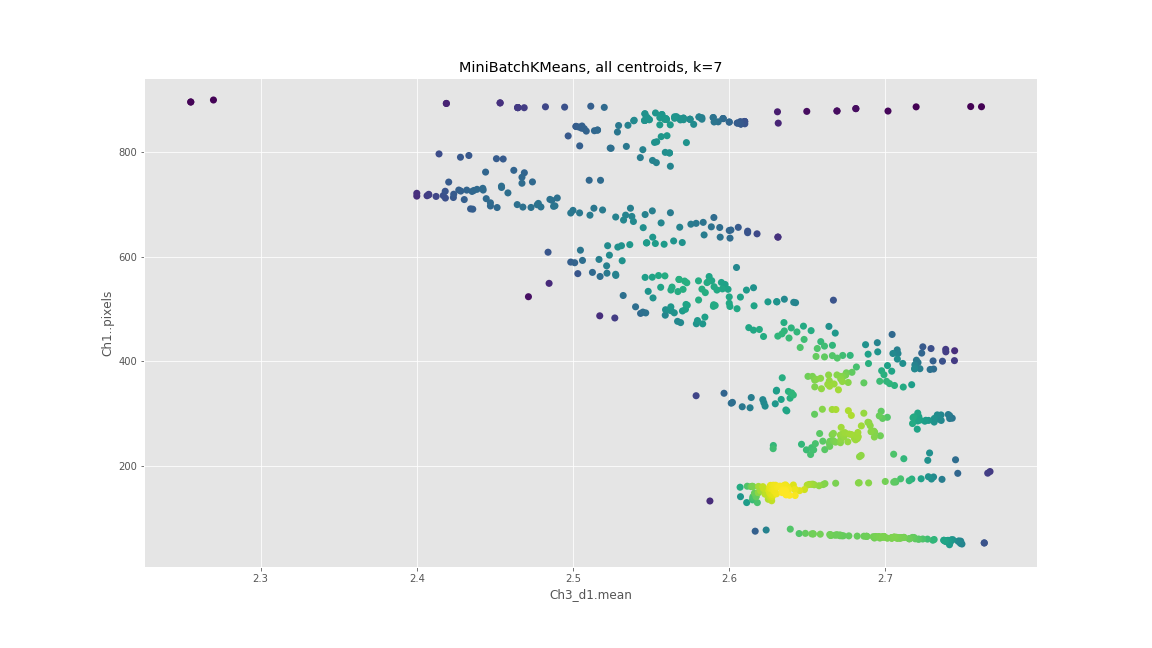 MiniBatchKMeans, all centroids, k=7
800
600
400
200
Ch1..pixels
2.3 2.4 2.5 2.6 2.7
Ch3_d1.mean